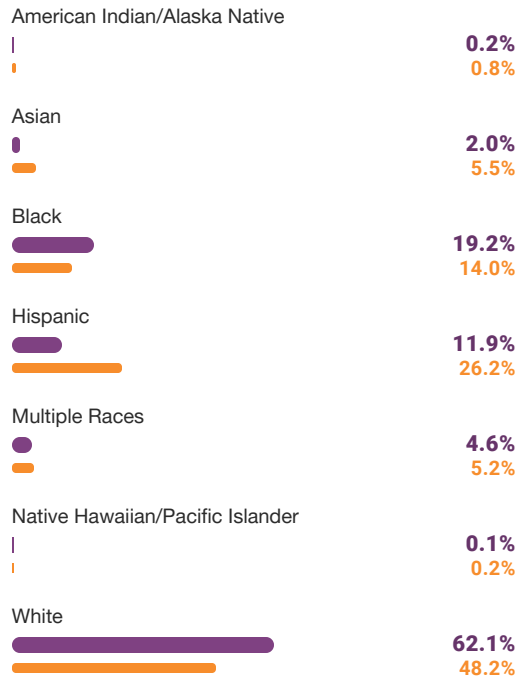 American Indian/Alaska Native
0.2%
0.8%
Asian
2.0%
5.5%
Black
19.2%
14.0%
Hispanic
11.9%
26.2%
Multiple Races
4.6%
5.2%
Native Hawaiian/Pacific Islander
0.1%
0.2%
White
62.1%
48.2%